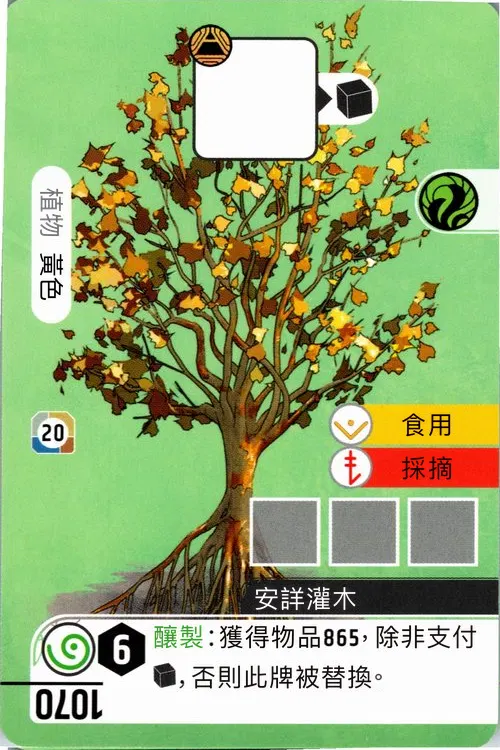 植物 黃色
20
食用
採摘
安詳灌木
6
釀製：獲得物品865，除非支付
，否則此牌被替換。
1070